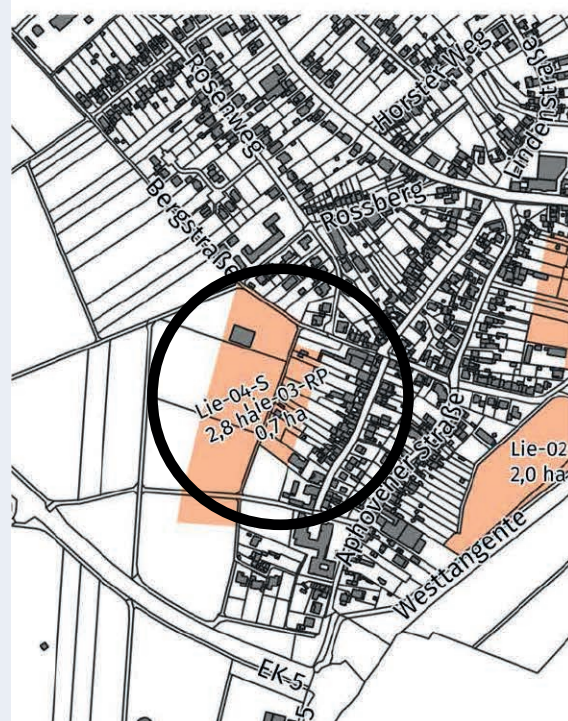 Horster Weg
Rosenweg
Lindenstraße
Rossberg
Bergstraße
Lie-04-S
2,8 ha
ie-03-RP
0,7 ha
Lie-02
2,0 ha
Aphovener Straße
Westtangente
EK 5